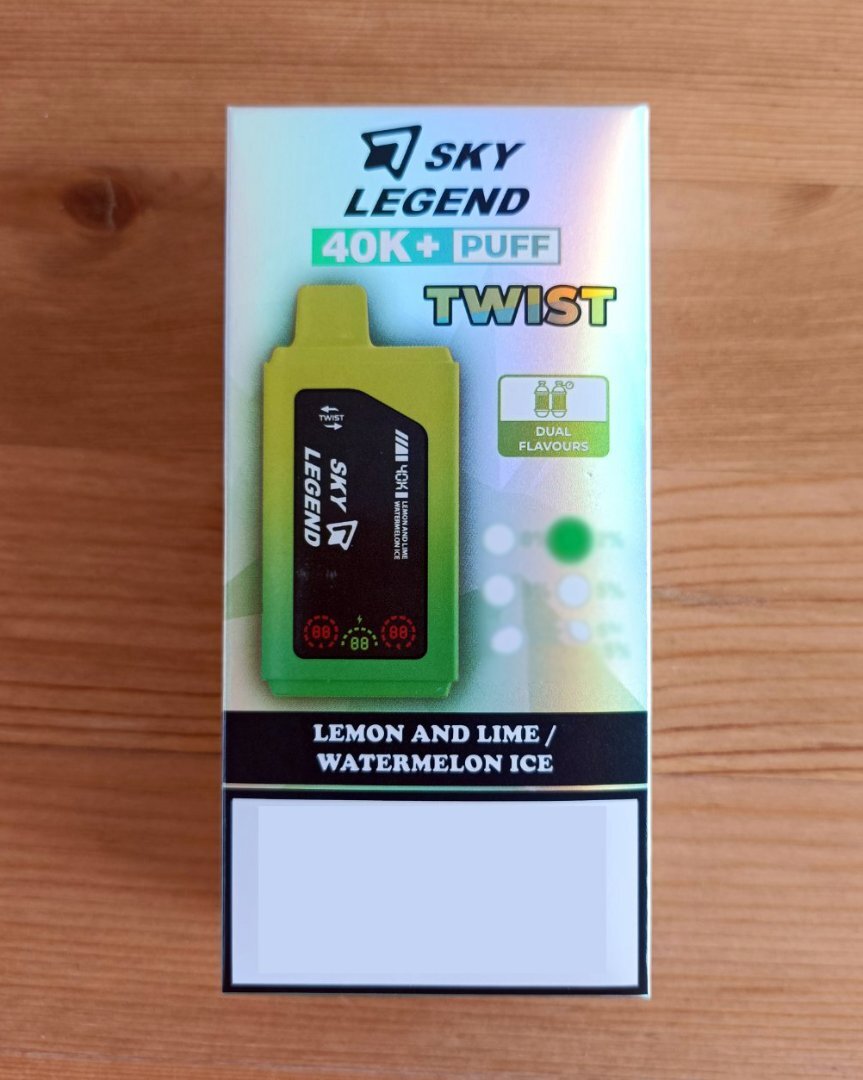 SKY
LEGEND
40K+ PUFF
TWIST
DUAL
FLAVOURS
TWIST
SKY
LEGEND
40K
LEMON AND LIME
WATERMELON ICE
88
88
88
LEMON AND LIME /
WATERMELON ICE